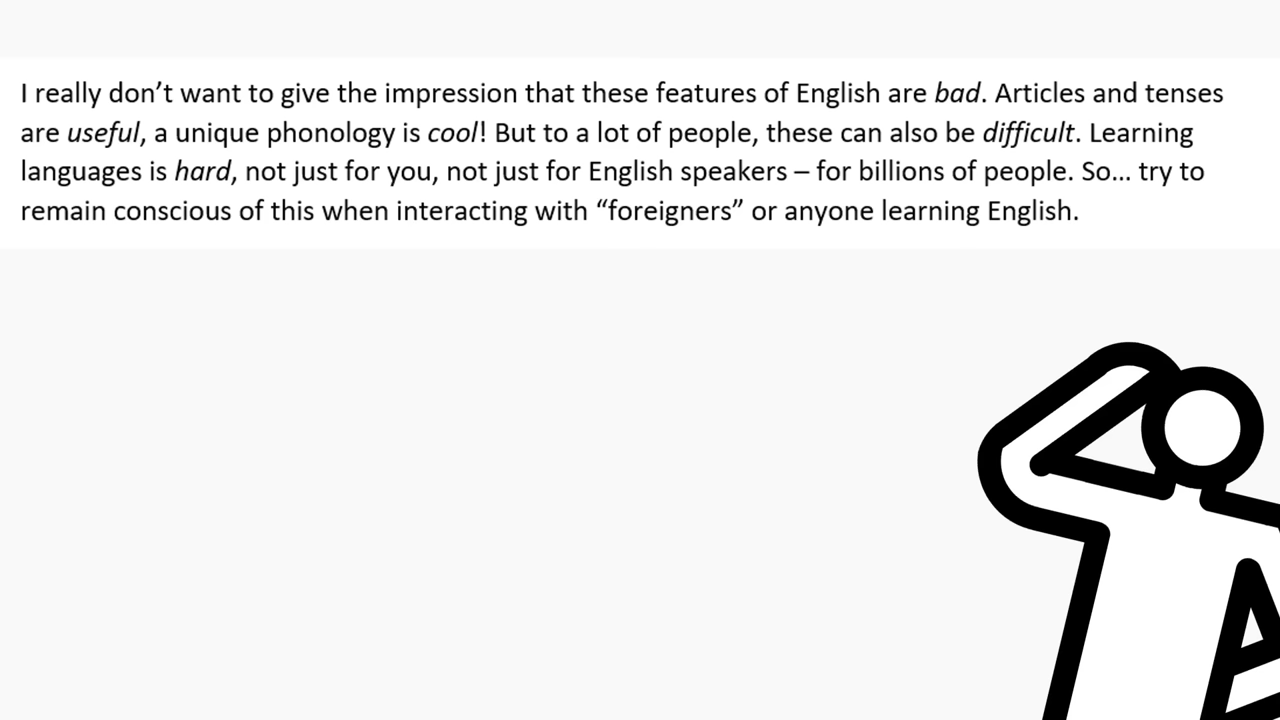 I really don’t want to give the impression that these features of English are bad. Articles and tenses
are useful, a unique phonology is cool! But to a lot of people, these can also be difficult. Learning
languages is hard, not just for you, not just for English speakers – for billions of people. So... try to
remain conscious of this when interacting with “foreigners” or anyone learning English.